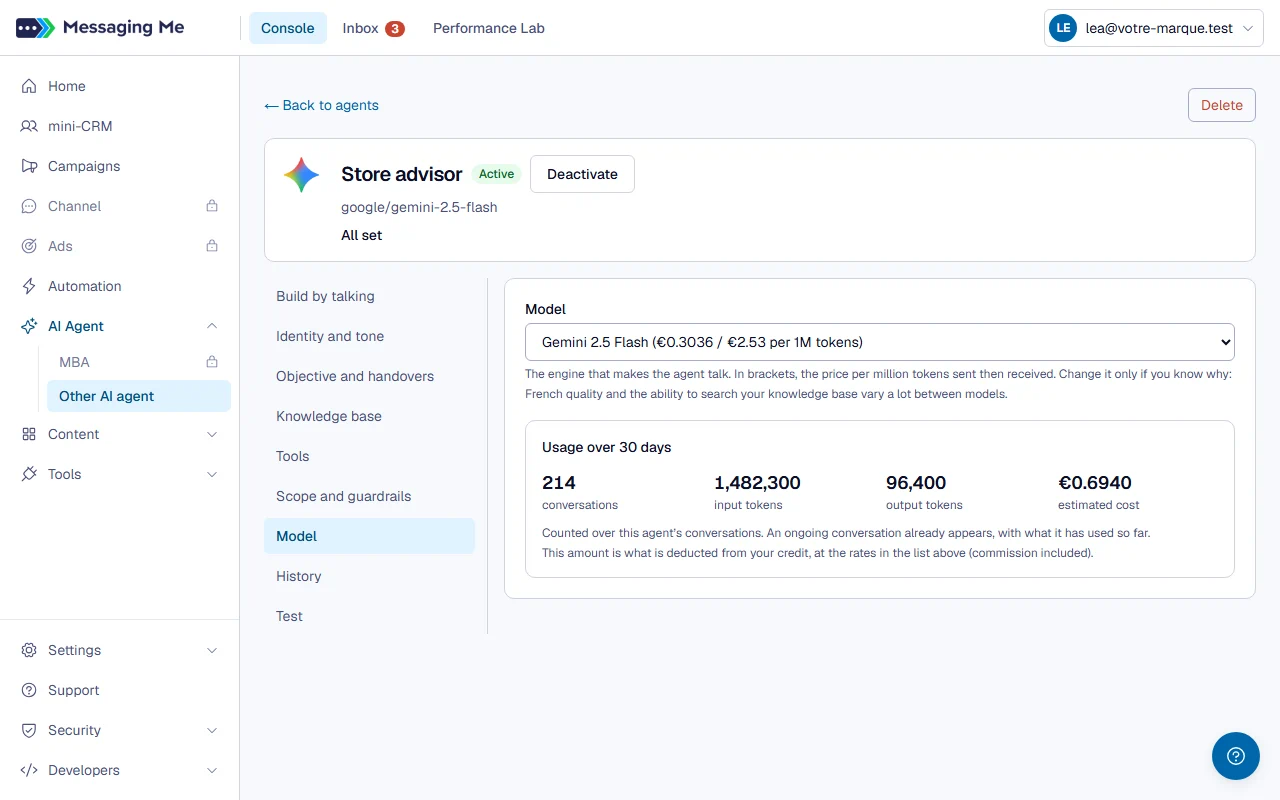 Messaging Me
Console
Inbox 3
Performance Lab
LE lea@votre-marque.test
Home
mini-CRM
Campaigns
Channel
Ads
Automation
AI Agent
MBA
Other AI agent
Content
Tools
Settings
Support
Security
Developers
← Back to agents
Delete
Store advisor Active Deactivate
google/gemini-2.5-flash
All set
Build by talking
Identity and tone
Objective and handovers
Knowledge base
Tools
Scope and guardrails
Model
History
Test
Model
Gemini 2.5 Flash (€0.3036 / €2.53 per 1M tokens)
The engine that makes the agent talk. In brackets, the price per million tokens sent then received. Change it only if you know why:
French quality and the ability to search your knowledge base vary a lot between models.
Usage over 30 days
214 1,482,300 96,400 €0.6940
conversations input tokens output tokens estimated cost
Counted over this agent's conversations. An ongoing conversation already appears, with what it has used so far.
This amount is what is deducted from your credit, at the rates in the list above (commission included).